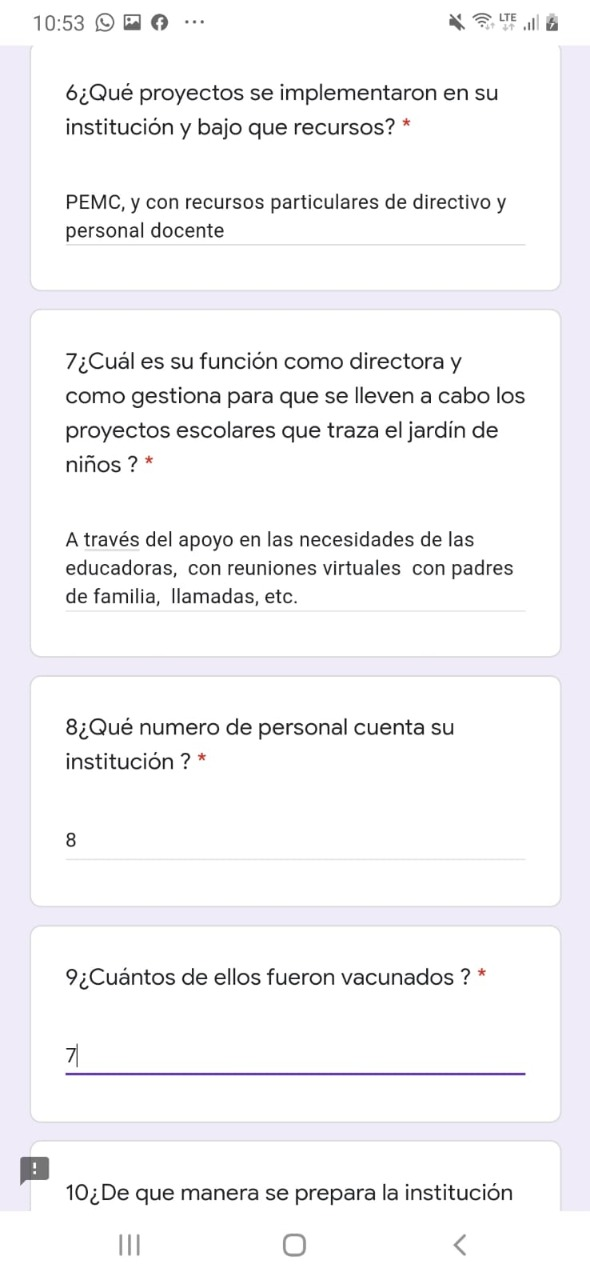 10:53
LTE
6¿Qué proyectos se implementaron en su
institución y bajo que recursos? *
PEMC, y con recursos particulares de directivo y
personal docente
7¿Cuál es su función como directora y
como gestiona para que se lleven a cabo los
proyectos escolares que traza el jardín de
niños ? *
A través del apoyo en las necesidades de las
educadoras,  con reuniones virtuales  con padres
de familia,  llamadas, etc.
8¿Qué numero de personal cuenta su
institución ? *
8
9¿Cuántos de ellos fueron vacunados ? *
7
10¿De que manera se prepara la institución